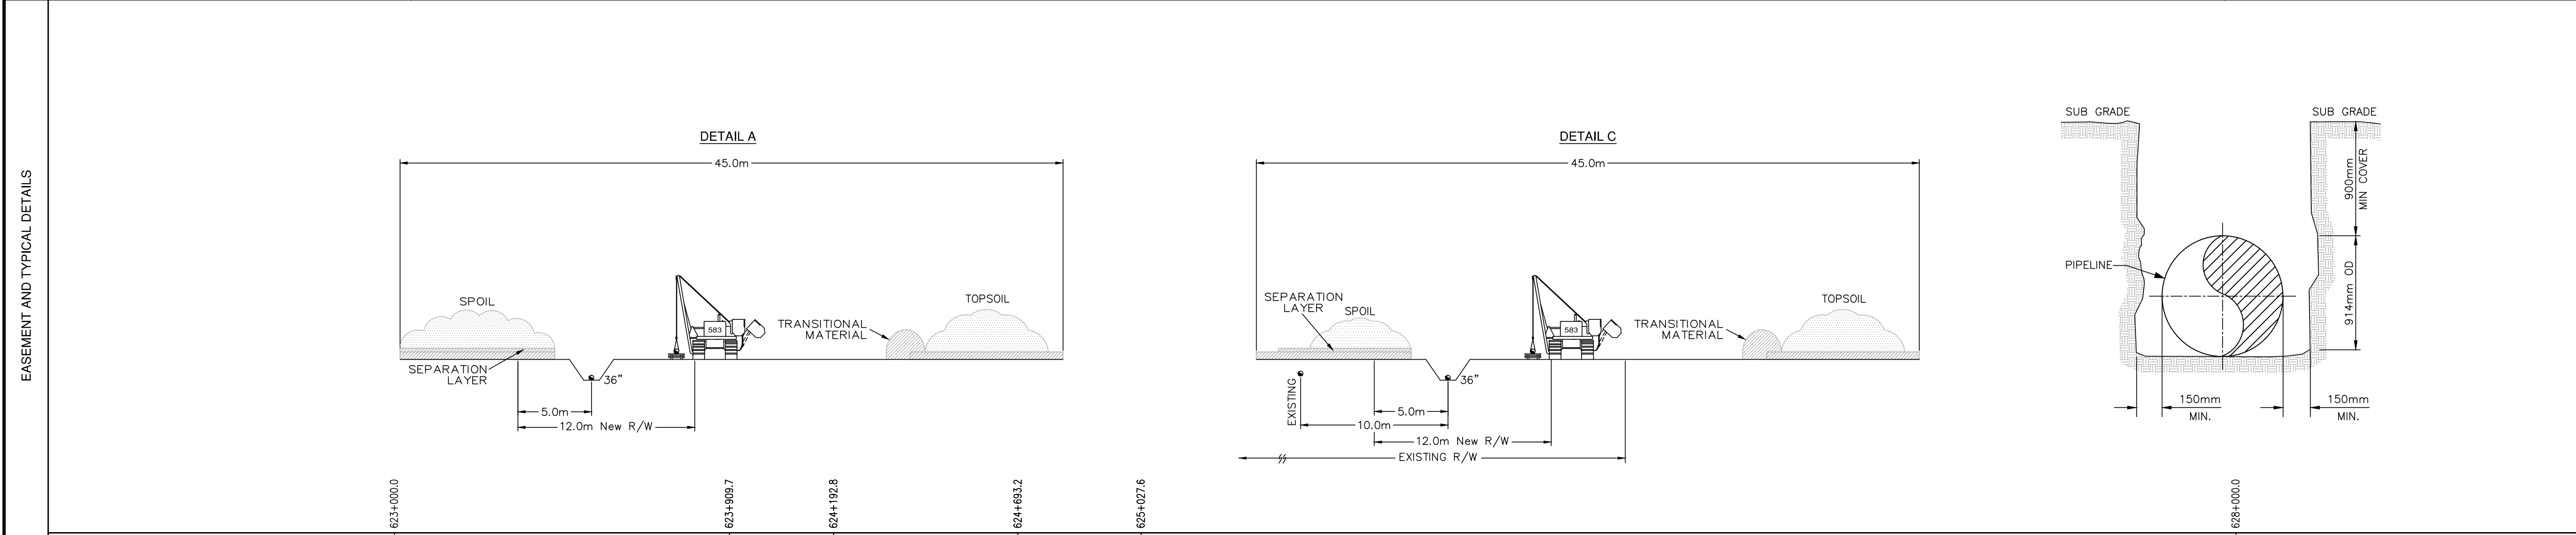 EASEMENT AND TYPICAL DETAILS
DETAIL A
45.0m
SPOIL
583
TRANSITIONAL
MATERIAL
TOPSOIL
SEPARATION
LAYER
36"
5.0m
12.0m New R/W
DETAIL C
45.0m
SEPARATION
LAYER
SPOIL
583
TRANSITIONAL
MATERIAL
TOPSOIL
36"
EXISTING
5.0m
10.0m
12.0m New R/W
EXISTING R/W
SUB GRADE
SUB GRADE
900mm
MIN COVER
PIPELINE
914mm OD
150mm
MIN.
150mm
MIN.
623+000.0
623+909.7
624+192.8
624+693.2
625+027.6
628+000.0